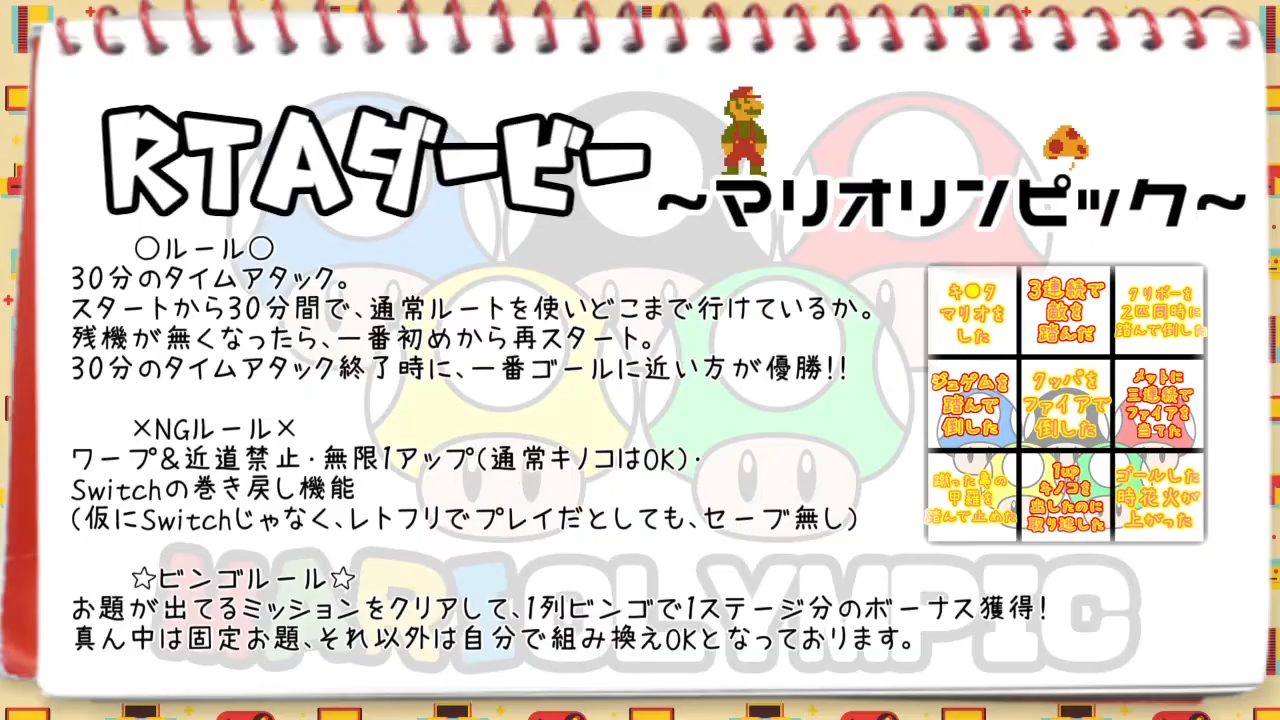 RTAダービー
~マリオリンピック~
○ルール○
30分のタイムアタック。
スタートから30分間で、通常ルートを使いどこまで行けているか。
残機が無くなったら、一番初めから再スタート。
30分のタイムアタック終了時に、一番ゴールに近い方が優勝!!
×NGルール×
ワープ&近道禁止・無限1アップ(通常キノコはOK)・
Switchの巻き戻し機能
(仮にSwitchじゃなく、レトフリでプレイだとしても、セーブ無し)
☆ビンゴルール☆
お題が出てるミッションをクリアして、1列ビンゴで1ステージ分のボーナス獲得!
真ん中は固定お題、それ以外は自分で組み換えOKとなっております。
キ●タ
マリオを
した
3連続で
敵を
踏んだ
クリボーを
2匹同時に
踏んで倒した
ジュゲムを
踏んで
倒した
クッパを
ファイアで
倒した
メットに
三連続で
ファイアを
当てた
蹴った亀の
甲羅を
踏んで止めた
1up
キノコを
出したのに
取り逃した
ゴールした
時花火が
上がった
MARIOLYMPIC